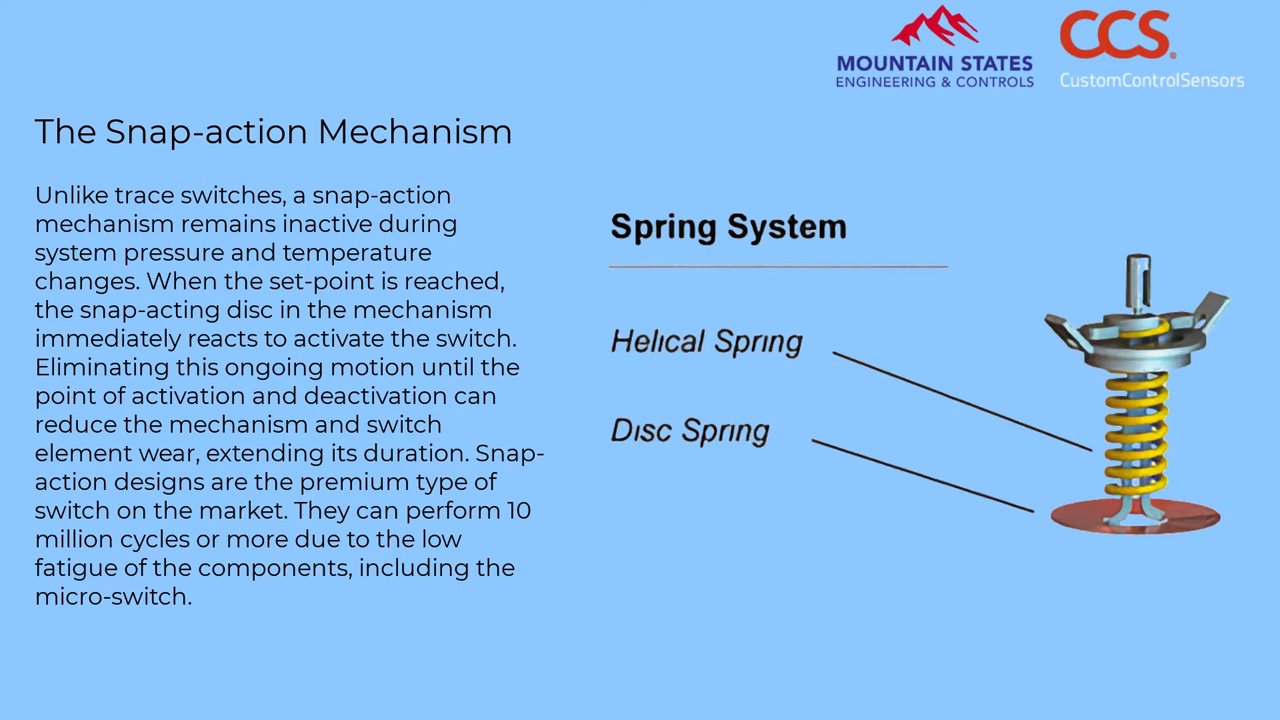 MOUNTAIN STATES
ENGINEERING & CONTROLS
CCS®
CustomControlSensors
The Snap-action Mechanism
Unlike trace switches, a snap-action
mechanism remains inactive during
system pressure and temperature
changes. When the set-point is reached,
the snap-acting disc in the mechanism
immediately reacts to activate the switch.
Eliminating this ongoing motion until the
point of activation and deactivation can
reduce the mechanism and switch
element wear, extending its duration. Snap-
action designs are the premium type of
switch on the market. They can perform 10
million cycles or more due to the low
fatigue of the components, including the
micro-switch.
Spring System
Helical Spring
Disc Spring